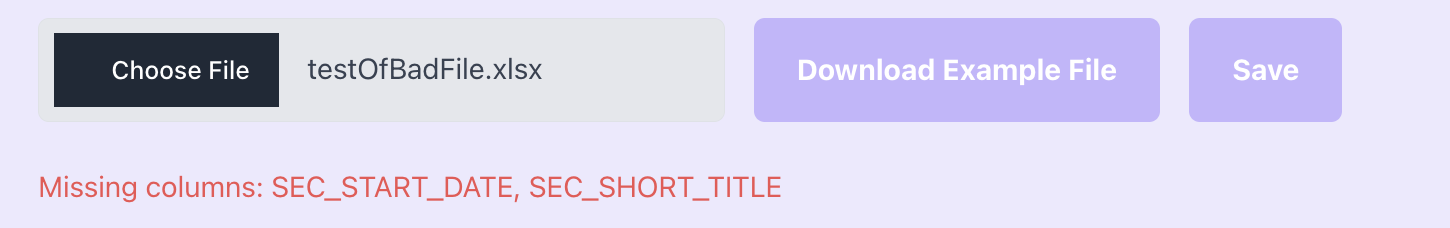 Choose File testOfBadFile.xlsx Download Example File Save
Missing columns: SEC_START_DATE, SEC_SHORT_TITLE